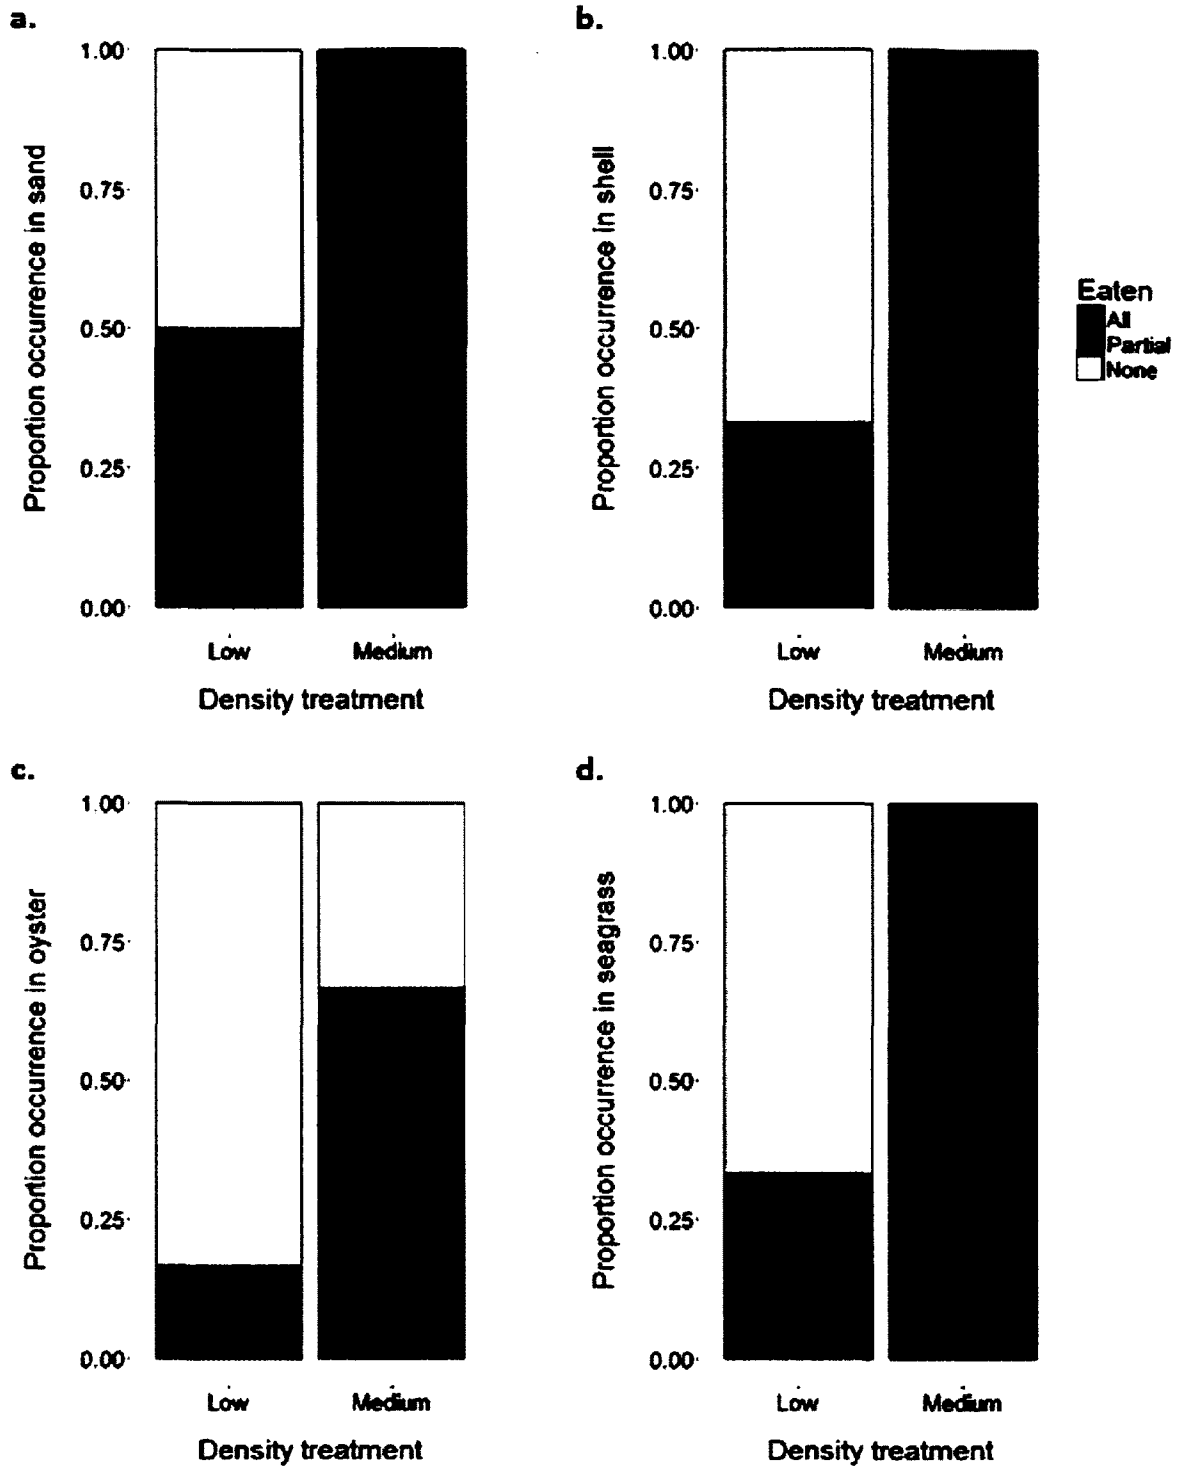 a.
1.00
0.75
0.50
0.25
0.00
Proportion occurrence in sand
Low
Medium
Density treatment
b.
1.00
0.75
0.50
0.25
0.00
Proportion occurrence in shell
Low
Medium
Density treatment
Eaten
All
Partial
None
c.
1.00
0.75
0.50
0.25
0.00
Proportion occurrence in oyster
Low
Medium
Density treatment
d.
1.00
0.75
0.50
0.25
0.00
Proportion occurrence in seagrass
Low
Medium
Density treatment